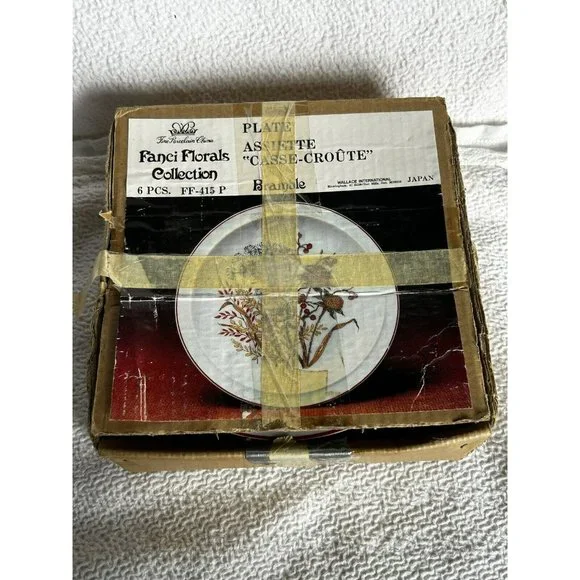 Fine Porcelain China
Fanci Florals
Collection
6 PCS. FF-415 P
PLATE
ASSIETTE
"CASSE-CROÛTE"
Bramble
WALLACE INTERNATIONAL
JAPAN